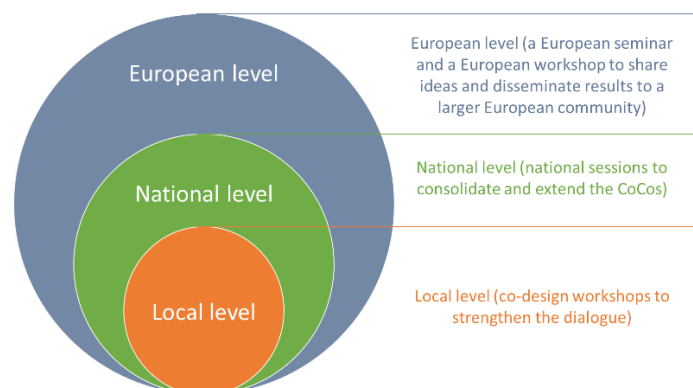 European level
National level
Local level
European level (a European seminar
and a European workshop to share
ideas and disseminate results to a
larger European community)
National level (national sessions to
consolidate and extend the CoCos)
Local level (co-design workshops to
strengthen the dialogue)